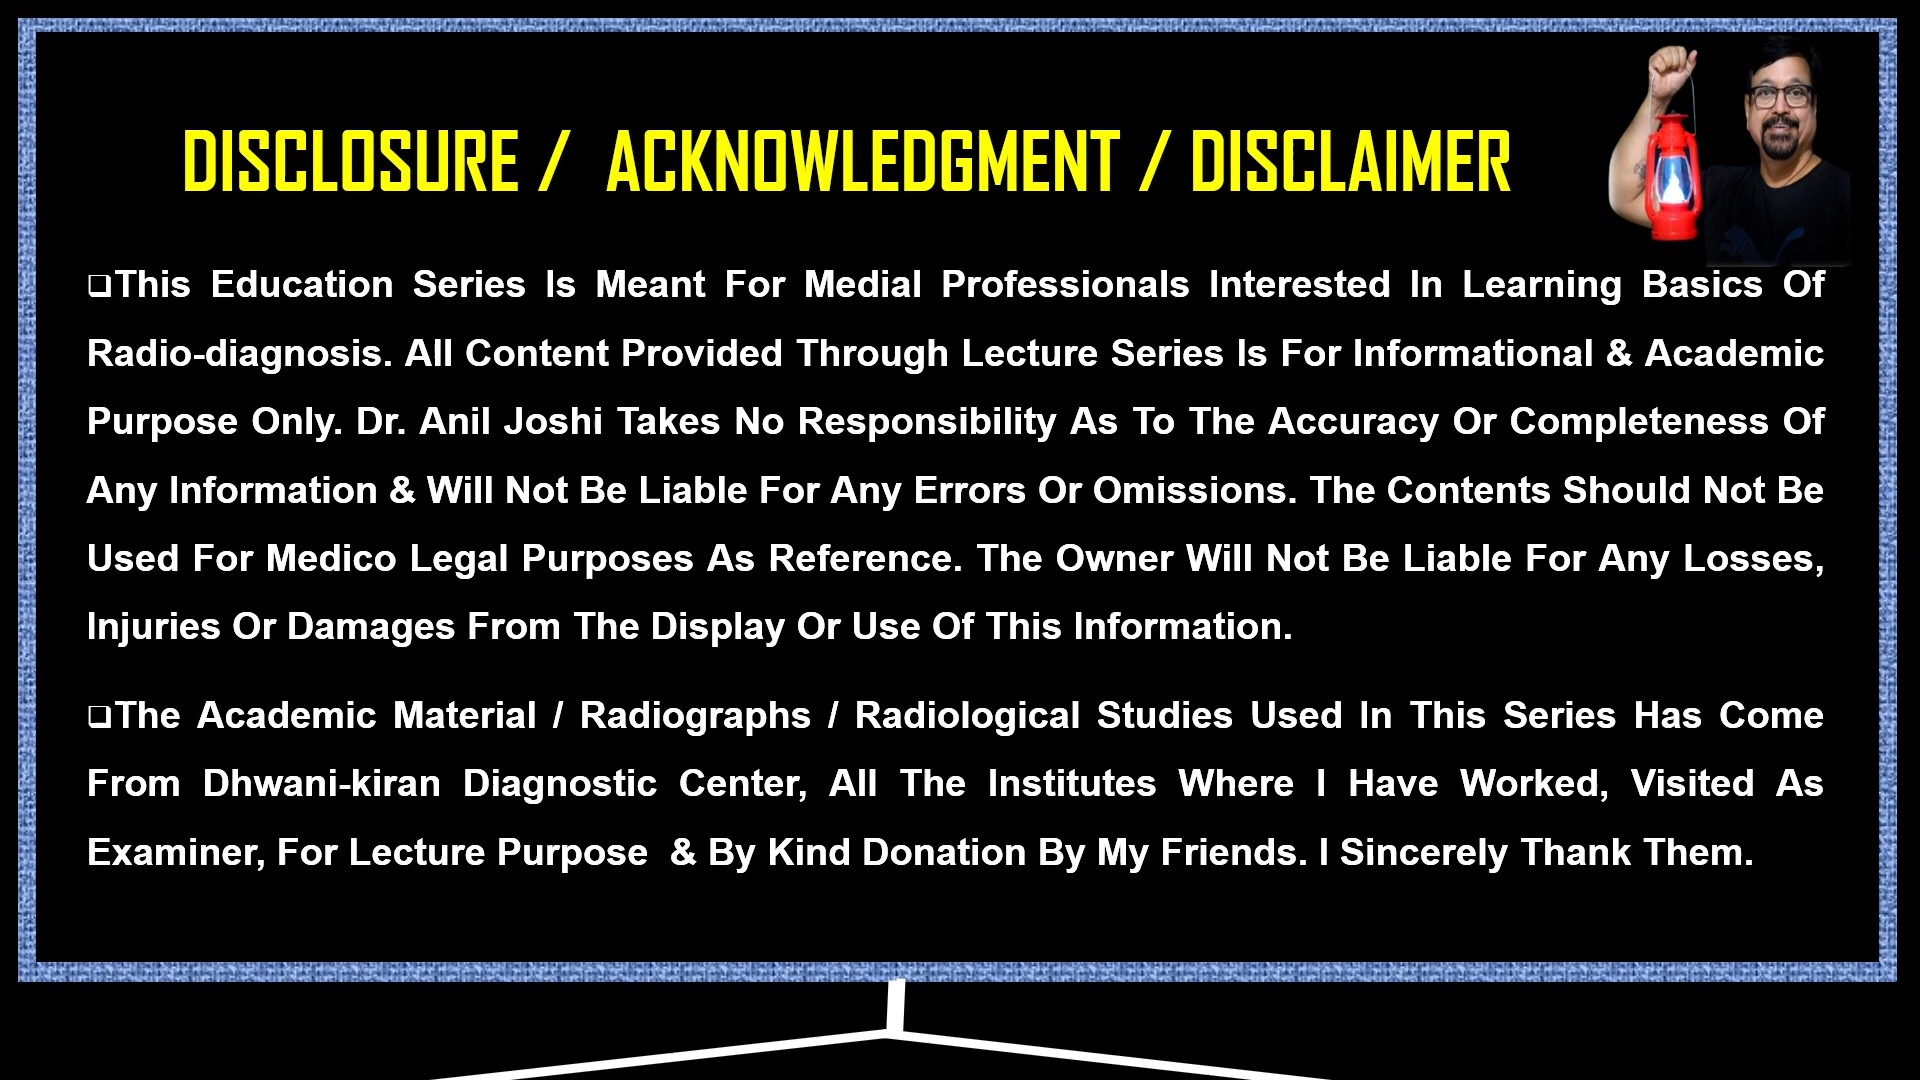 DISCLOSURE / ACKNOWLEDGMENT / DISCLAIMER
❑This Education Series Is Meant For Medial Professionals Interested In Learning Basics Of
Radio-diagnosis. All Content Provided Through Lecture Series Is For Informational & Academic
Purpose Only. Dr. Anil Joshi Takes No Responsibility As To The Accuracy Or Completeness Of
Any Information & Will Not Be Liable For Any Errors Or Omissions. The Contents Should Not Be
Used For Medico Legal Purposes As Reference. The Owner Will Not Be Liable For Any Losses,
Injuries Or Damages From The Display Or Use Of This Information.
❑The Academic Material / Radiographs / Radiological Studies Used In This Series Has Come
From Dhwani-kiran Diagnostic Center, All The Institutes Where I Have Worked, Visited As
Examiner, For Lecture Purpose & By Kind Donation By My Friends. I Sincerely Thank Them.